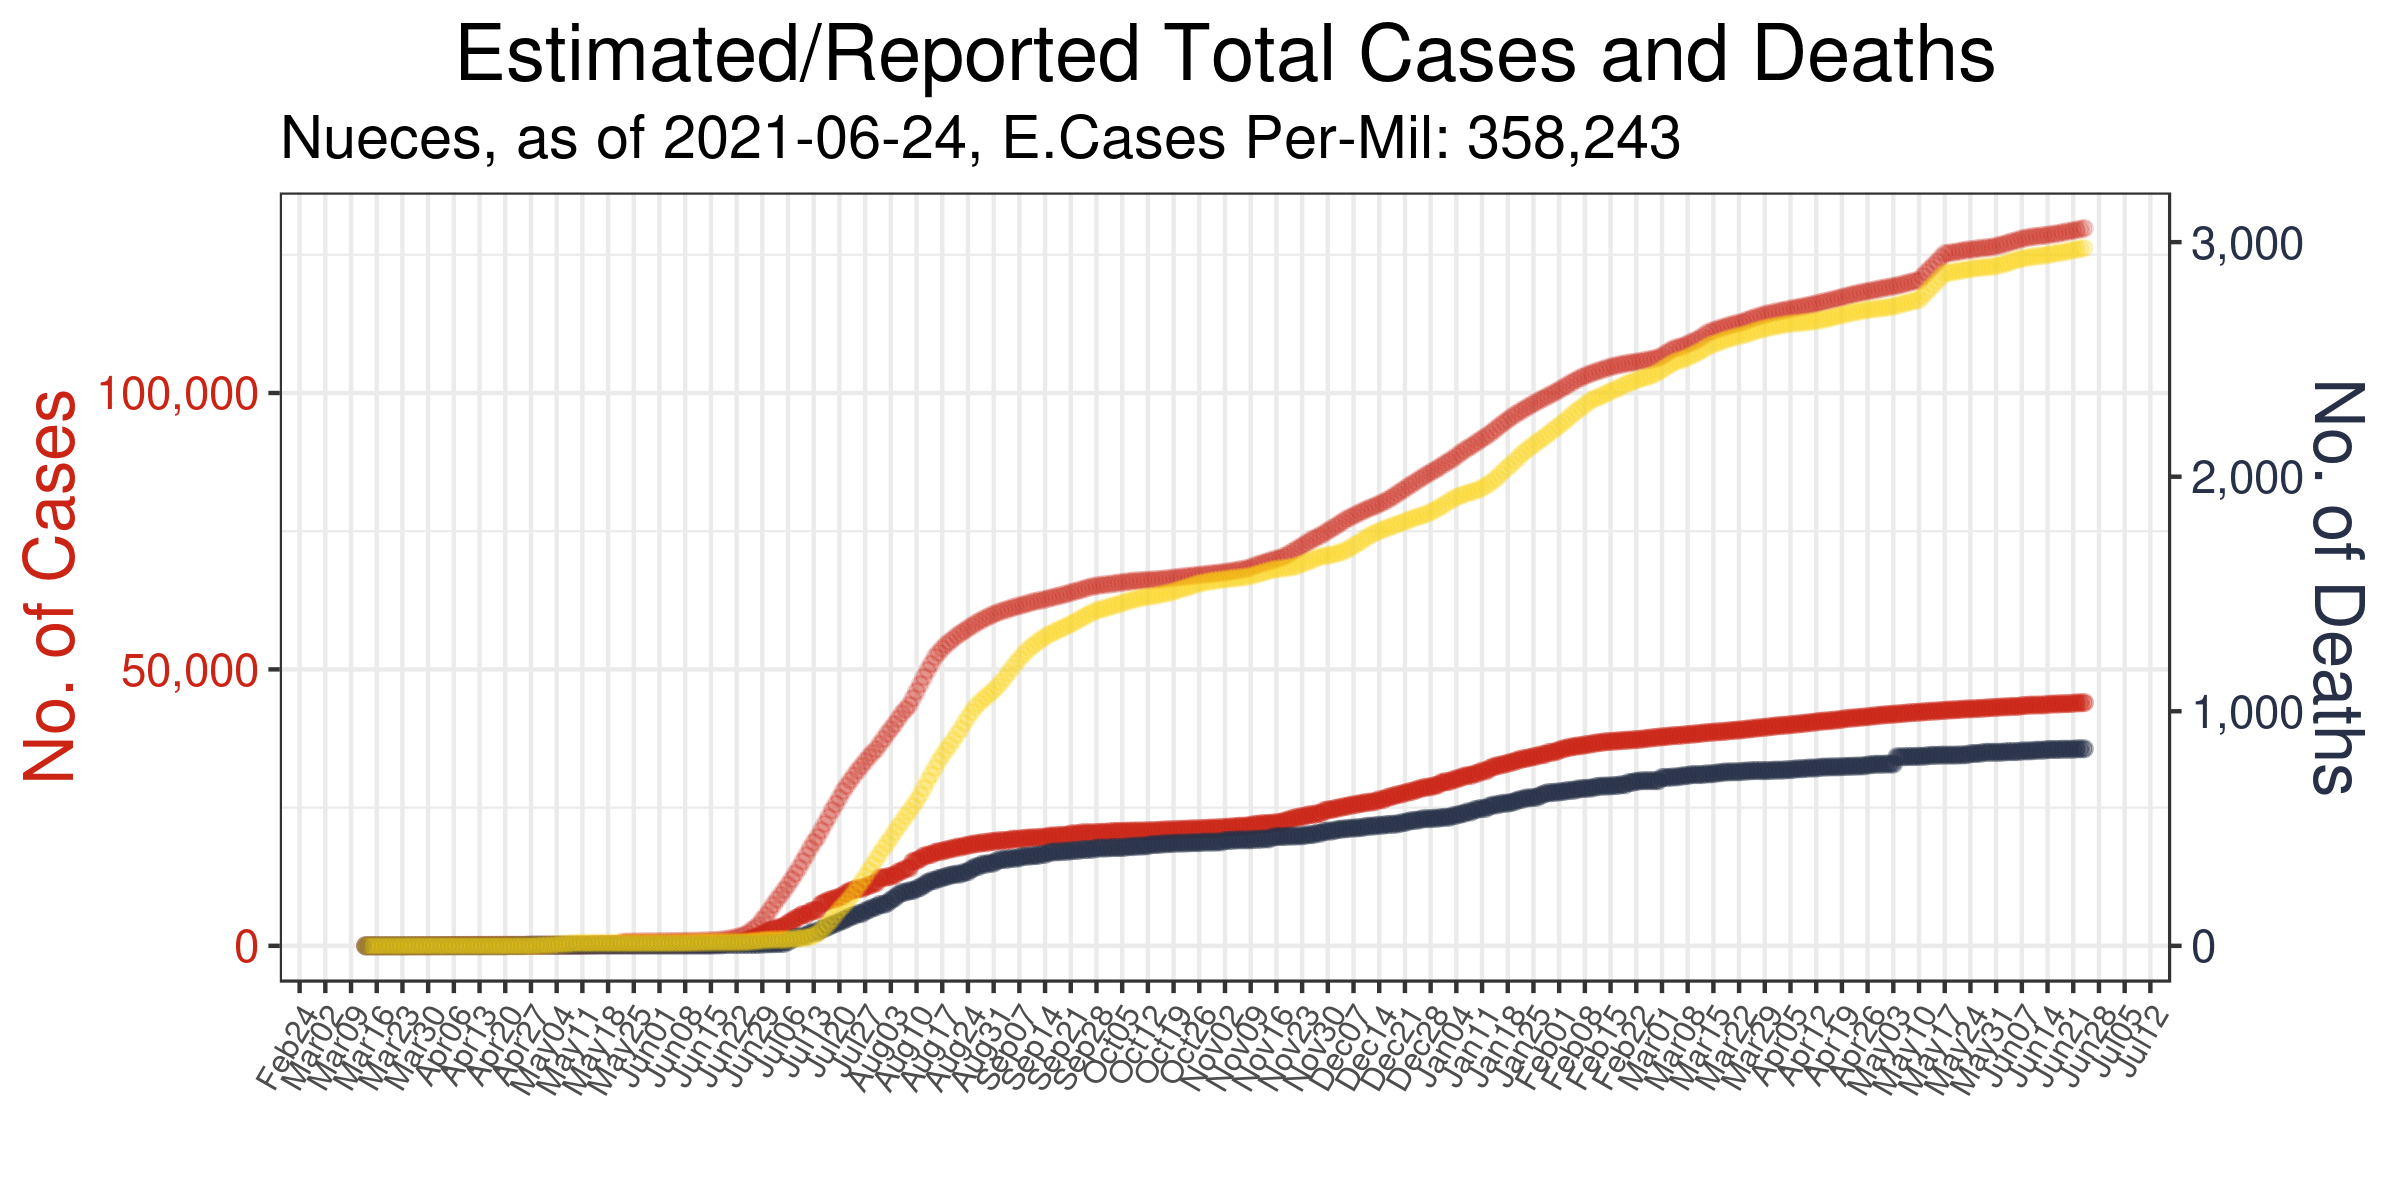 Estimated/Reported Total Cases and Deaths
Nueces, as of 2021-06-24, E.Cases Per-Mil: 358,243
No. of Cases
100,000
50,000
0
3,000
2,000
1,000
0
No. of Deaths
Feb24
Mar02
Mar09
Mar16
Mar23
Mar30
Apr06
Apr13
Apr20
Apr27
May04
May11
May18
May25
Jun01
Jun08
Jun15
Jun22
Jun29
Jul06
Jul13
Jul20
Jul27
Aug03
Aug10
Aug17
Aug24
Aug31
Sep07
Sep14
Sep21
Sep28
Oct05
Oct12
Oct19
Oct26
Nov02
Nov09
Nov16
Nov23
Nov30
Dec07
Dec14
Dec21
Dec28
Jan04
Jan11
Jan18
Jan25
Feb01
Feb08
Feb15
Feb22
Mar01
Mar08
Mar15
Mar22
Mar29
Apr05
Apr12
Apr19
Apr26
May03
May10
May17
May24
May31
Jun07
Jun14
Jun21
Jun28
Jul05
Jul12